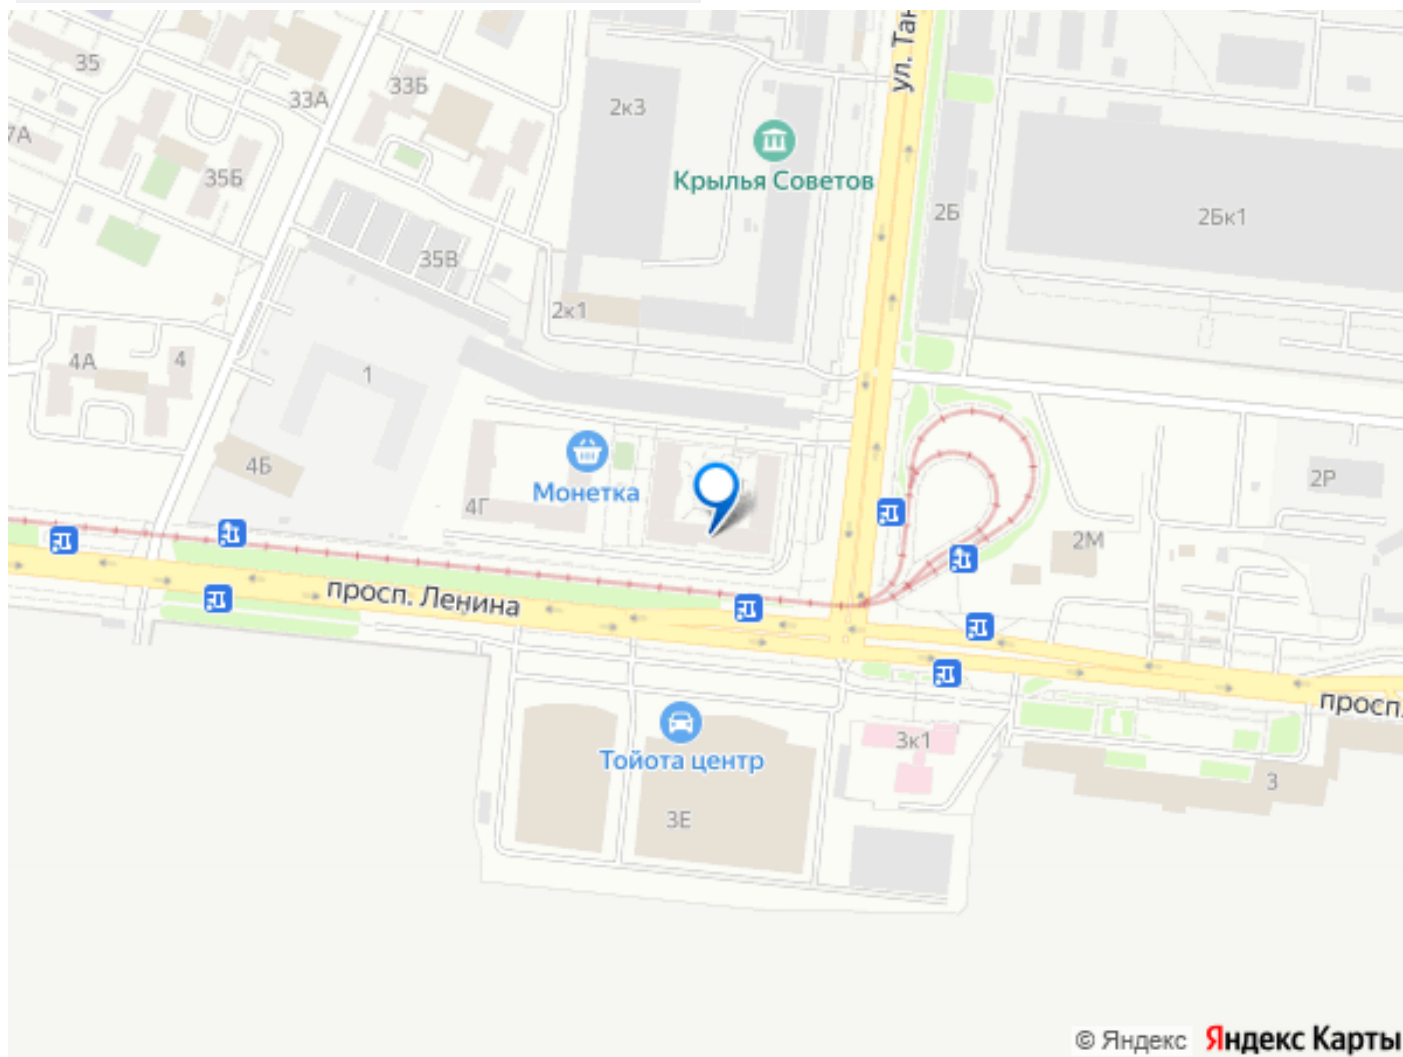 35
33А
33Б
7А
35Б
2к3
Крылья Советов
ул. Тан
2Б
2Бк1
35В
2к1
4А
4
1
4Б
Монетка
4Г
2Р
2М
просп. Ленина
просп.
Тойота центр
3Е
3к1
3
© Яндекс Яндекс Карты